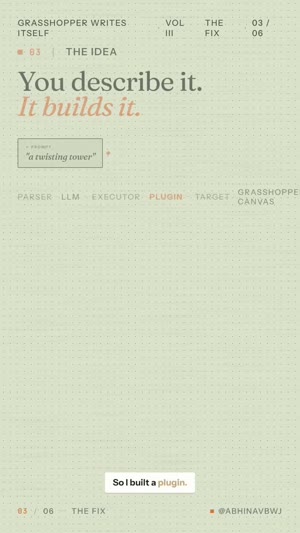 GRASSHOPPER WRITES ITSELF
VOL III
THE FIX
03 / 06
03 | THE IDEA
You describe it.
It builds it.
PROMPT
"a twisting tower"
PARSER LLM EXECUTOR PLUGIN TARGET GRASSHOPPE
CANVAS
So I built a plugin.
03 / 06 THE FIX
@ABHINAVBWJ